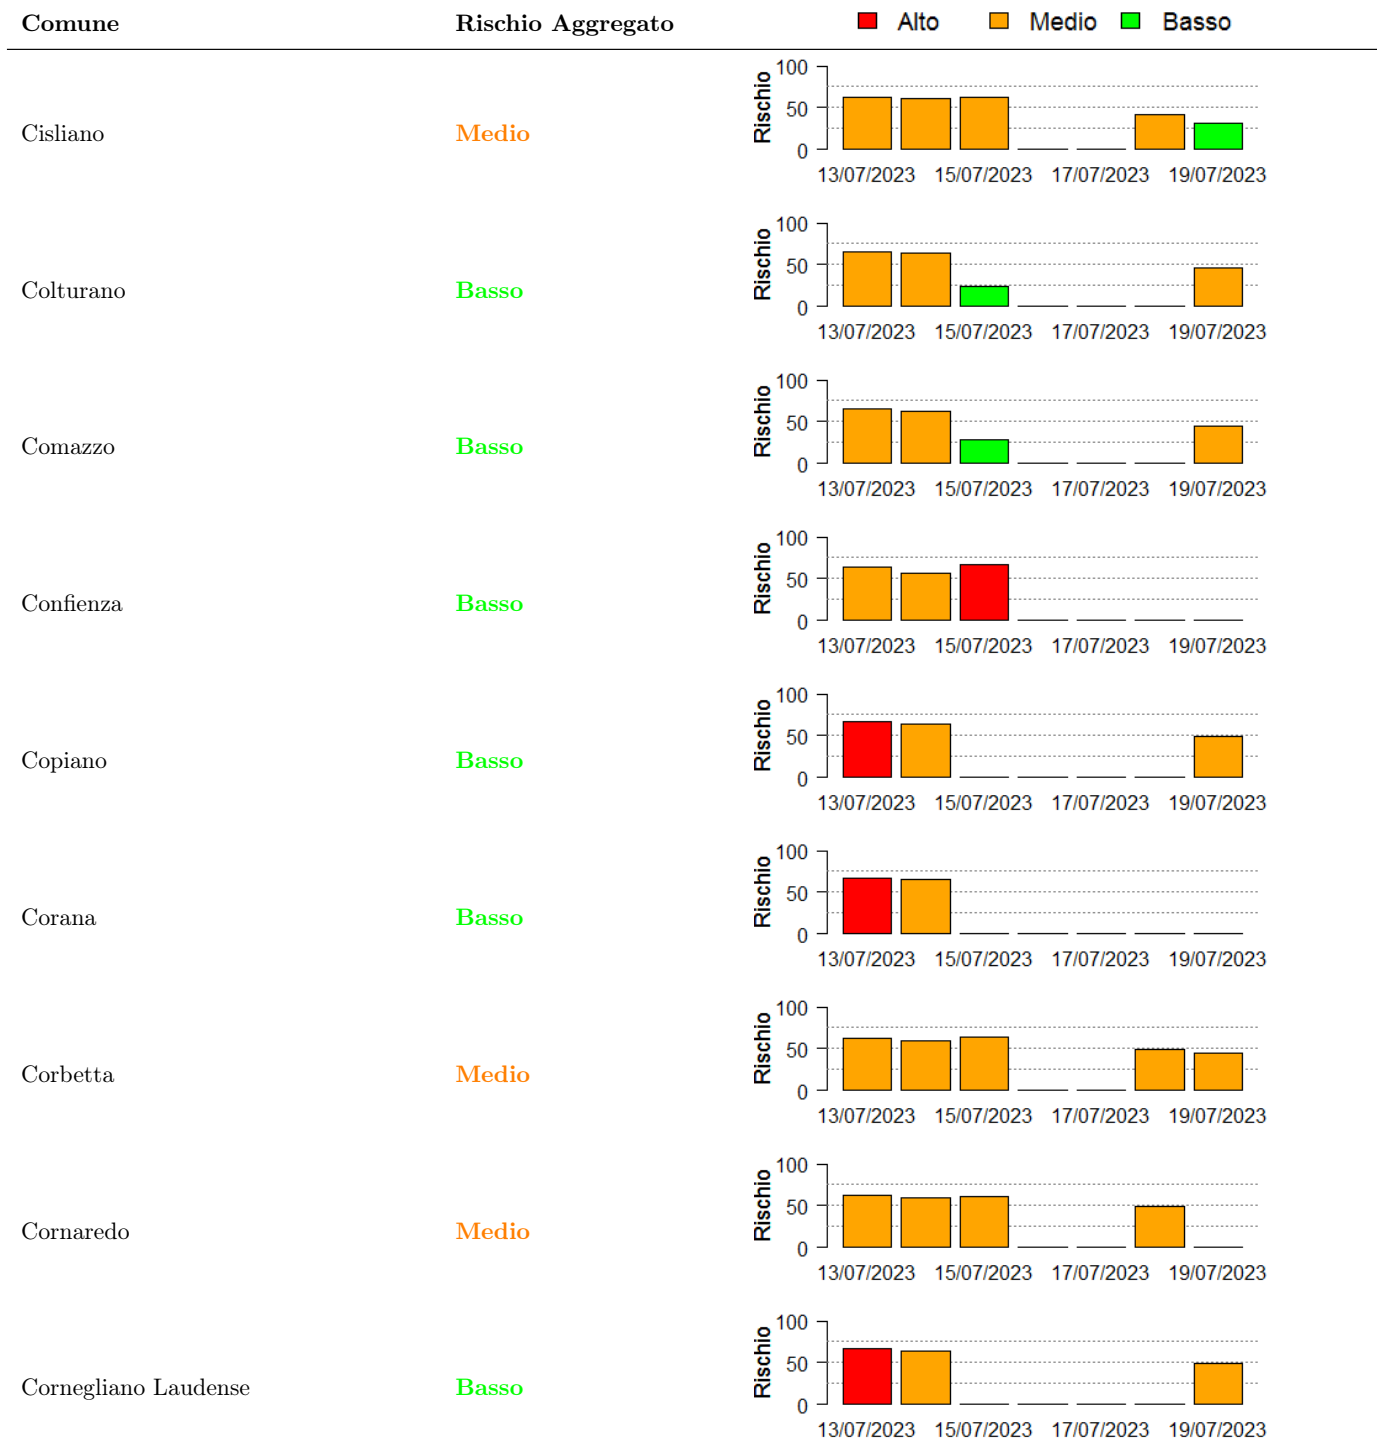 Comune Rischio Aggregato Alto Medio Basso
Cisliano Medio
Rischio
100
50
0
13/07/2023 15/07/2023 17/07/2023 19/07/2023
Colturano Basso
Rischio
100
50
0
13/07/2023 15/07/2023 17/07/2023 19/07/2023
Comazzo Basso
Rischio
100
50
0
13/07/2023 15/07/2023 17/07/2023 19/07/2023
Confienza Basso
Rischio
100
50
0
13/07/2023 15/07/2023 17/07/2023 19/07/2023
Copiano Basso
Rischio
100
50
0
13/07/2023 15/07/2023 17/07/2023 19/07/2023
Corana Basso
Rischio
100
50
0
13/07/2023 15/07/2023 17/07/2023 19/07/2023
Corbetta Medio
Rischio
100
50
0
13/07/2023 15/07/2023 17/07/2023 19/07/2023
Cornaredo Medio
Rischio
100
50
0
13/07/2023 15/07/2023 17/07/2023 19/07/2023
Cornegliano Laudense Basso
Rischio
100
50
0
13/07/2023 15/07/2023 17/07/2023 19/07/2023